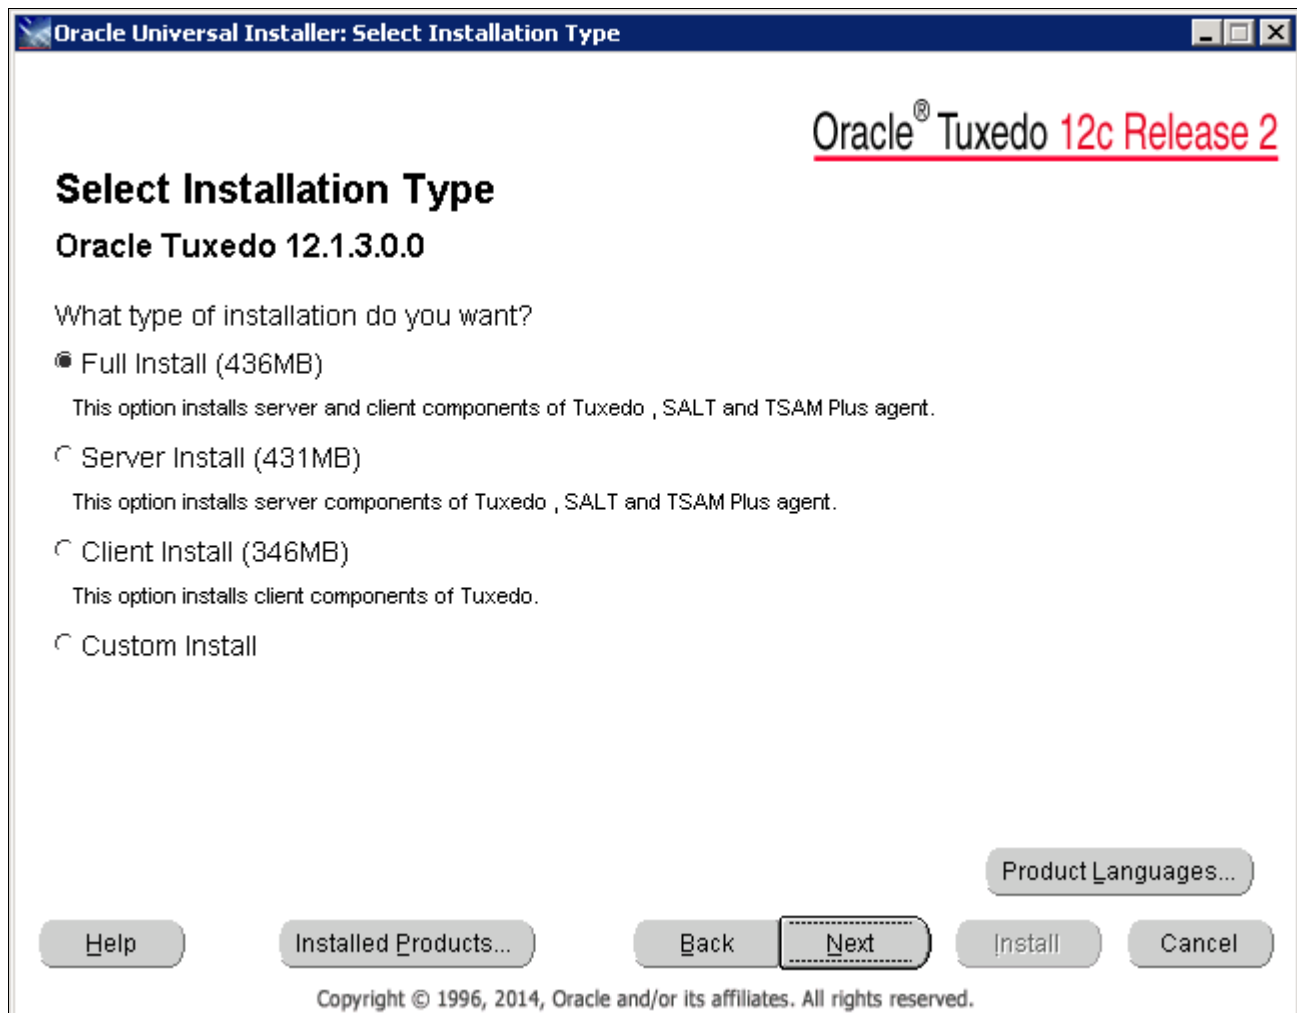 Oracle Universal Installer: Select Installation Type
Oracle® Tuxedo 12c Release 2
Select Installation Type
Oracle Tuxedo 12.1.3.0.0
What type of installation do you want?
Full Install (436MB)
This option installs server and client components of Tuxedo , SALT and TSAM Plus agent.
Server Install (431MB)
This option installs server components of Tuxedo , SALT and TSAM Plus agent.
Client Install (346MB)
This option installs client components of Tuxedo.
Custom Install
Product Languages...
Help Installed Products... Back Next Install Cancel
Copyright © 1996, 2014, Oracle and/or its affiliates. All rights reserved.